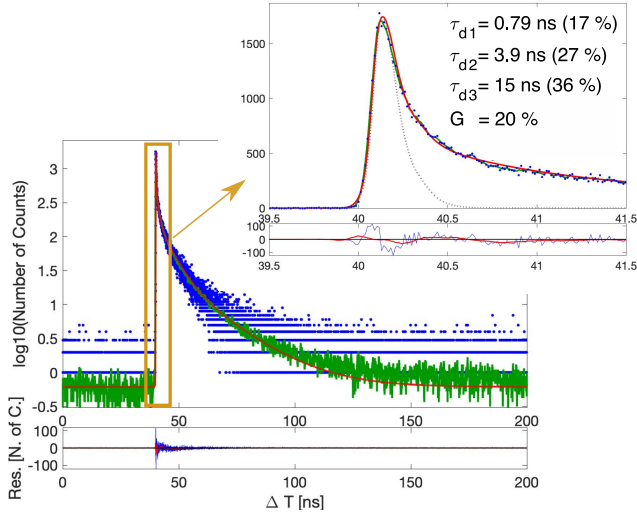 1500
1000
500
0
39.5 40 40.5 41 41.5
τd1 = 0.79 ns (17 %)
τd2 = 3.9 ns (27 %)
τd3 = 15 ns (36 %)
G = 20 %
100
0
-100
39.5 40 40.5 41 41.5
log10(Number of Counts)
3
2.5
2
1.5
1
0.5
0
-0.5
0 50 100 150 200
Res. [N. of C.]
100
0
-100
0 50 100 150 200
Δ T [ns]